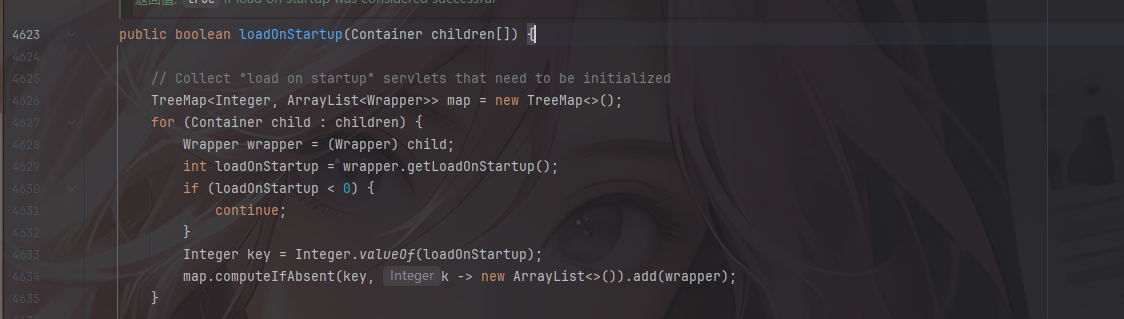 返回值: true if load on startup was considered successful
4623 public boolean loadOnStartup(Container children[]) {
4624
4625 // Collect "load on startup" servlets that need to be initialized
4626 TreeMap<Integer, ArrayList<Wrapper>> map = new TreeMap<>();
4627 for (Container child : children) {
4628 Wrapper wrapper = (Wrapper) child;
4629 int loadOnStartup = wrapper.getLoadOnStartup();
4630 if (loadOnStartup < 0) {
4631 continue;
4632 }
4633 Integer key = Integer.valueOf(loadOnStartup);
4634 map.computeIfAbsent(key, Integer k -> new ArrayList<>()).add(wrapper);
4635 }